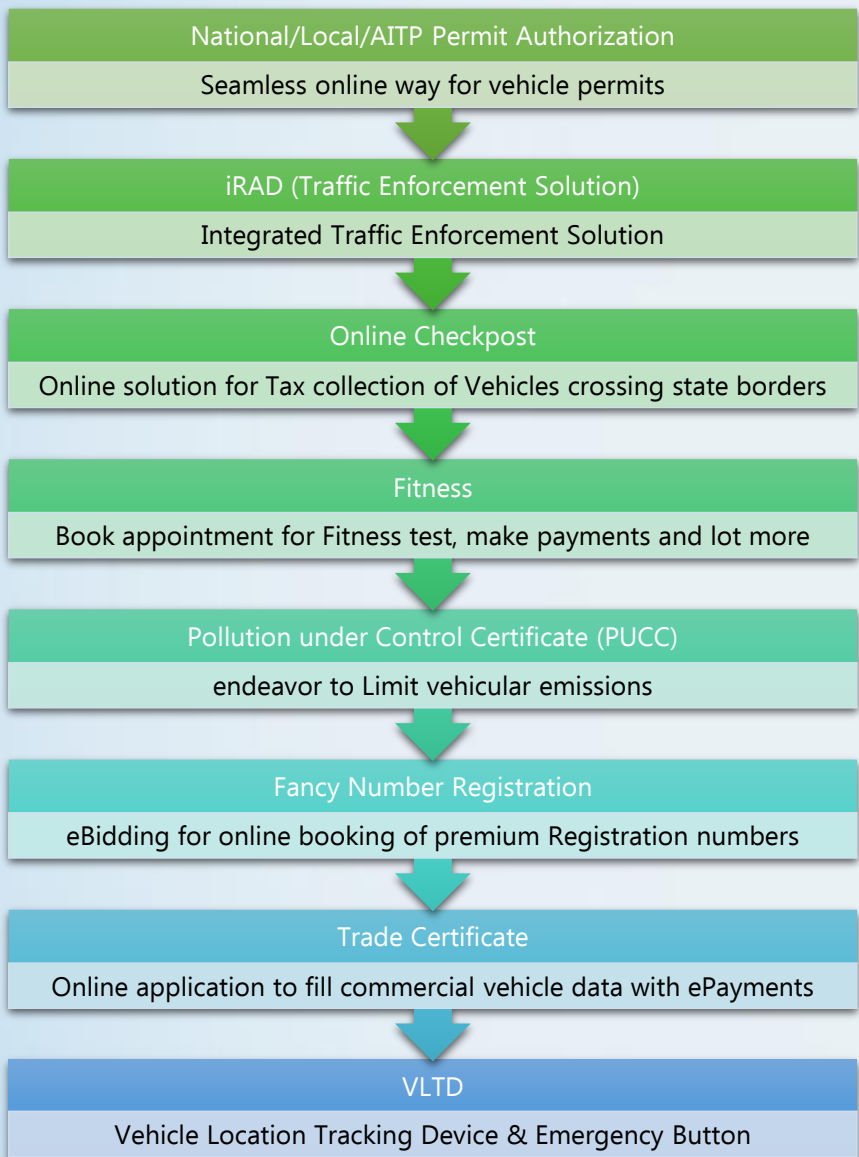 National/Local/AITP Permit Authorization
Seamless online way for vehicle permits
iRAD (Traffic Enforcement Solution)
Integrated Traffic Enforcement Solution
Online Checkpost
Online solution for Tax collection of Vehicles crossing state borders
Fitness
Book appointment for Fitness test, make payments and lot more
Pollution under Control Certificate (PUCC)
endeavor to Limit vehicular emissions
Fancy Number Registration
eBidding for online booking of premium Registration numbers
Trade Certificate
Online application to fill commercial vehicle data with ePayments
VLTD
Vehicle Location Tracking Device & Emergency Button